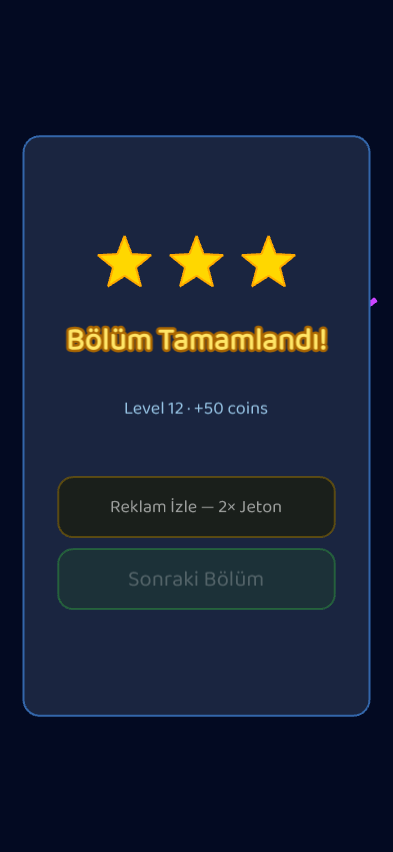 Bölüm Tamamlandı!
Level 12 · +50 coins
Reklam İzle — 2× Jeton
Sonraki Bölüm